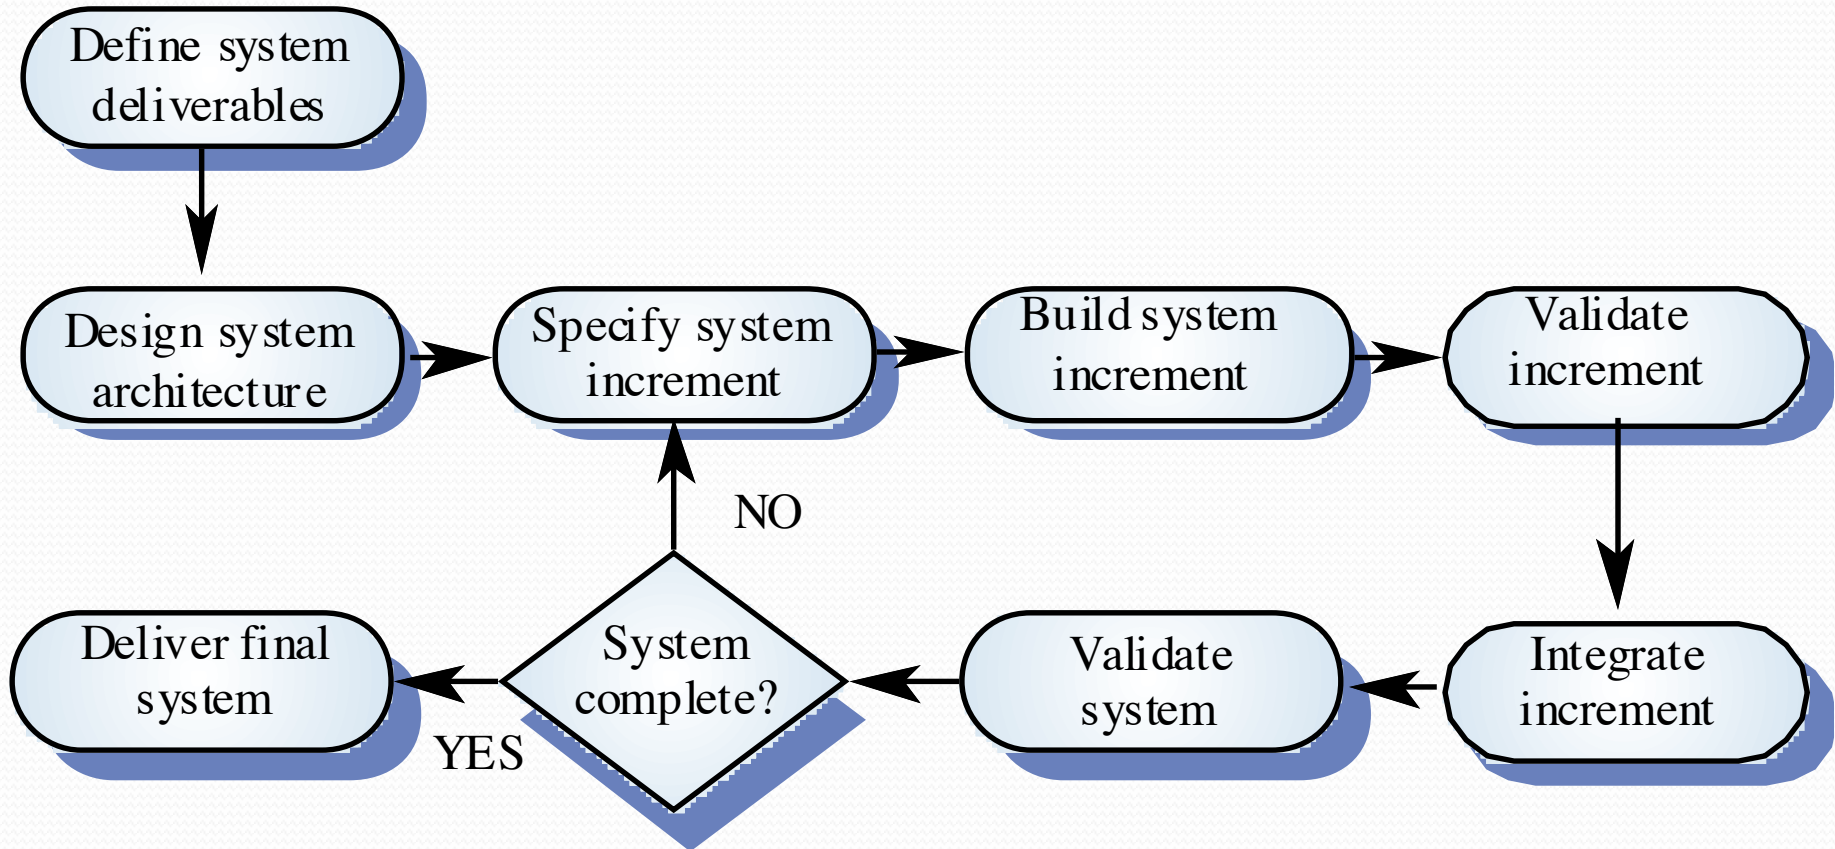 Define system
deliverables
Design system
architecture
Specify system
increment
Build system
increment
Validate
increment
NO
Deliver final
system
YES
System
complete?
Validate
system
Integrate
increment